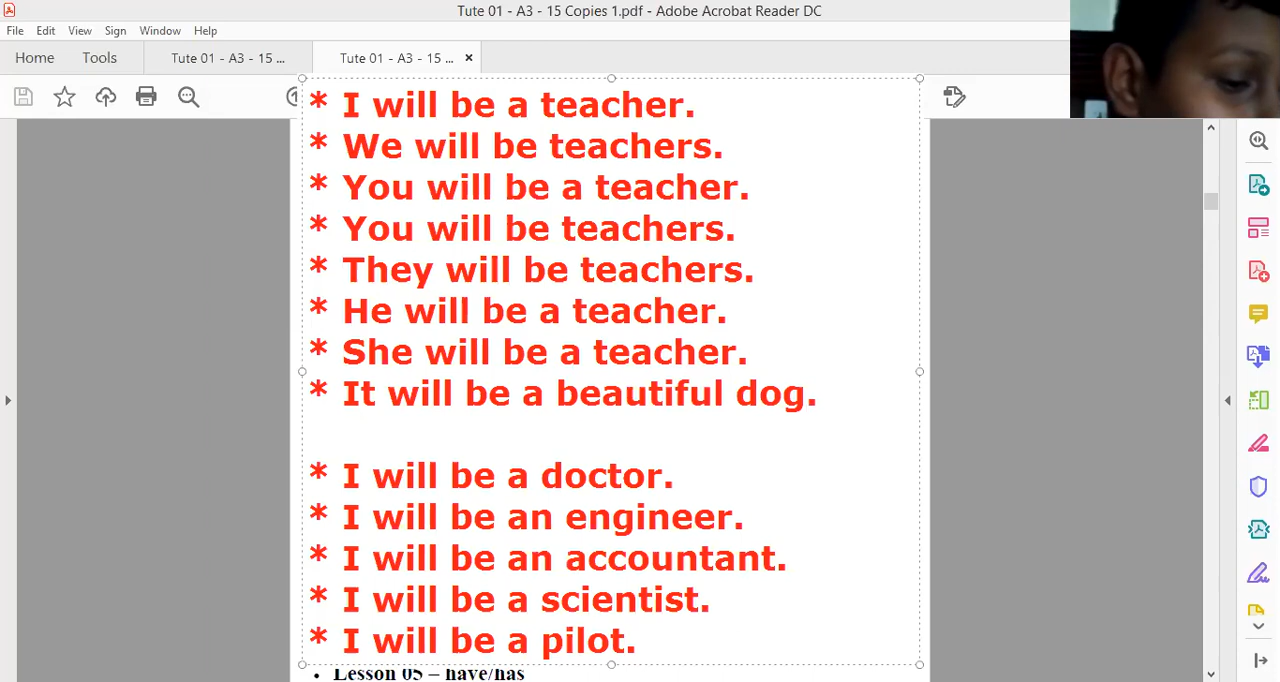 Tute 01 - A3 - 15 Copies 1.pdf - Adobe Acrobat Reader DC
File Edit View Sign Window Help
Home Tools Tute 01 - A3 - 15 ... Tute 01 - A3 - 15 ... ×
* I will be a teacher.
* We will be teachers.
* You will be a teacher.
* You will be teachers.
* They will be teachers.
* He will be a teacher.
* She will be a teacher.
* It will be a beautiful dog.
* I will be a doctor.
* I will be an engineer.
* I will be an accountant.
* I will be a scientist.
* I will be a pilot.
• Lesson 05 – have/has